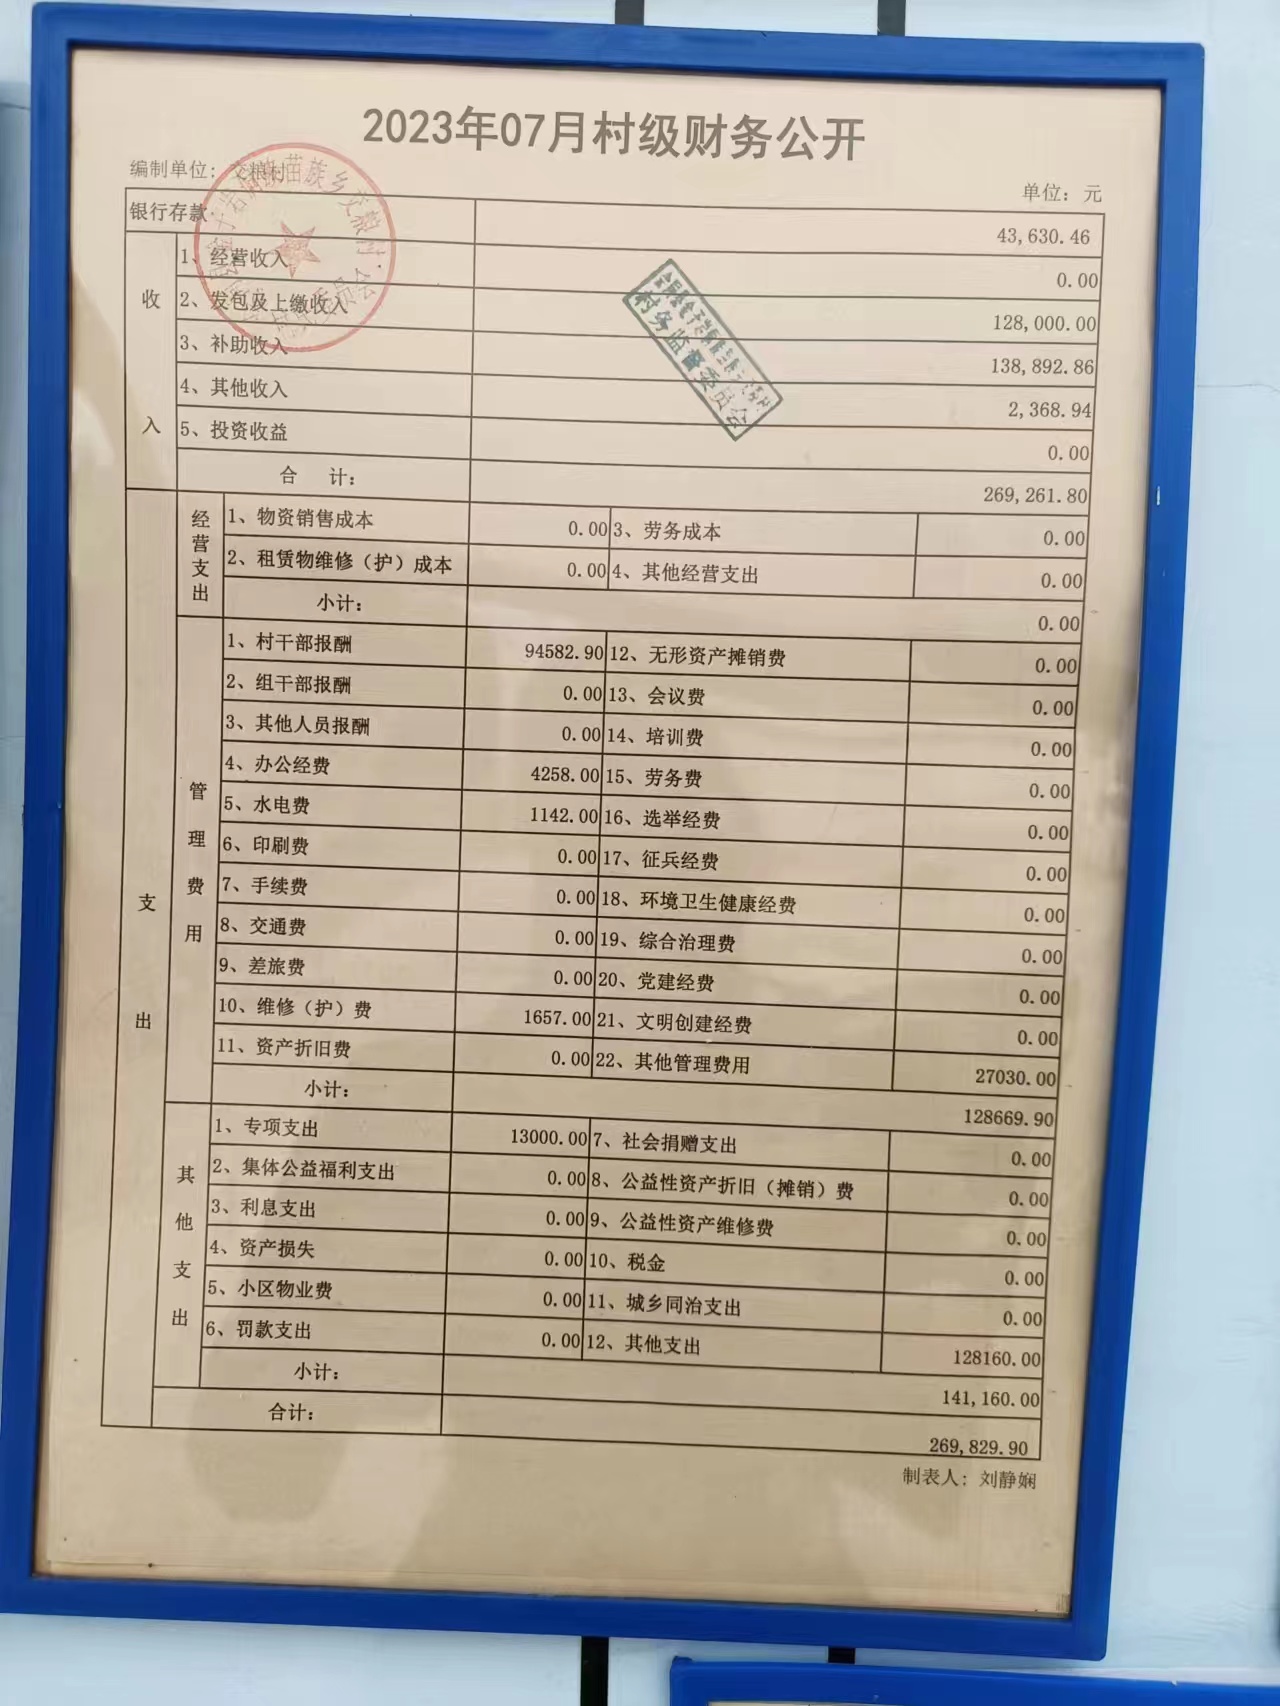 2023年07月村级财务公开
编制单位: 交粮村
单位: 元
银行存款 43,630.46
收入
1、经营收入 0.00
2、发包及上缴收入 128,000.00
3、补助收入 138,892.86
4、其他收入 2,368.94
5、投资收益 0.00
合 计: 269,261.80
苗族乡交粮村
委员会
村务监督委员会
支出
经营支出
1、物资销售成本 0.00 3、劳务成本 0.00
2、租赁物维修（护）成本 0.00 4、其他经营支出 0.00
小计: 0.00
管理费用
1、村干部报酬 94582.90 12、无形资产摊销费 0.00
2、组干部报酬 0.00 13、会议费 0.00
3、其他人员报酬 0.00 14、培训费 0.00
4、办公经费 4258.00 15、劳务费 0.00
5、水电费 1142.00 16、选举经费 0.00
6、印刷费 0.00 17、征兵经费 0.00
7、手续费 0.00 18、环境卫生健康经费 0.00
8、交通费 0.00 19、综合治理费 0.00
9、差旅费 0.00 20、党建经费 0.00
10、维修（护）费 1657.00 21、文明创建经费 0.00
11、资产折旧费 0.00 22、其他管理费用 27030.00
小计: 128669.90
其他支出
1、专项支出 13000.00 7、社会捐赠支出 0.00
2、集体公益福利支出 0.00 8、公益性资产折旧（摊销）费 0.00
3、利息支出 0.00 9、公益性资产维修费 0.00
4、资产损失 0.00 10、税金 0.00
5、小区物业费 0.00 11、城乡同治支出 0.00
6、罚款支出 0.00 12、其他支出 128160.00
小计: 141,160.00
合计: 269,829.90
制表人: 刘静娴